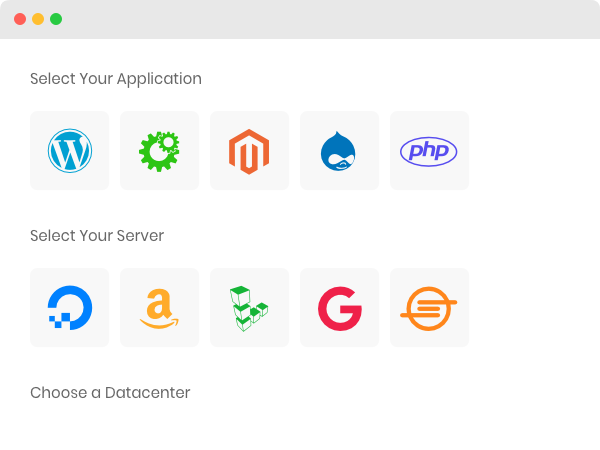 Select Your Application
php
Select Your Server
Choose a Datacenter